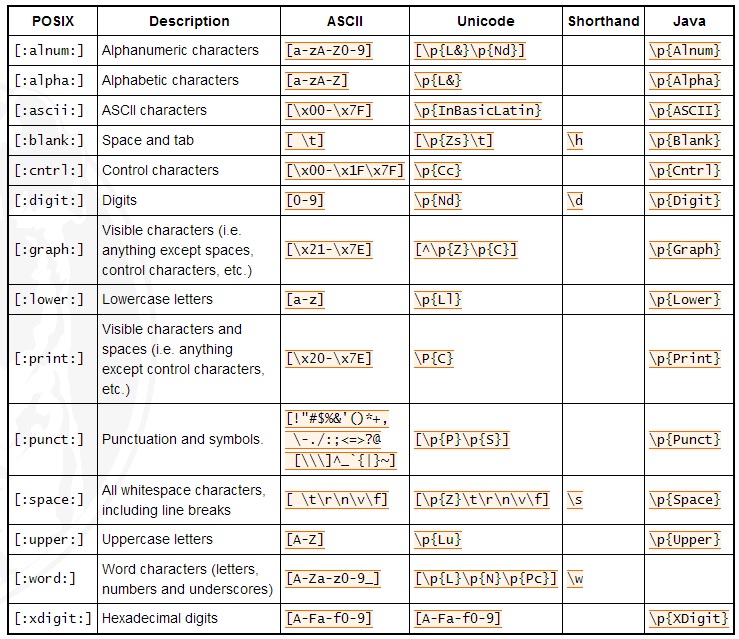 POSIX Description ASCII Unicode Shorthand Java
[:alnum:] Alphanumeric characters [a-zA-Z0-9] [\p{L&}\p{Nd}] \p{Alnum}
[:alpha:] Alphabetic characters [a-zA-Z] \p{L&} \p{Alpha}
[:ascii:] ASCII characters [\x00-\x7F] \p{InBasicLatin} \p{ASCII}
[:blank:] Space and tab [ \t] [\p{Zs}\t] \h \p{Blank}
[:cntrl:] Control characters [\x00-\x1F\x7F] \p{Cc} \p{Cntrl}
[:digit:] Digits [0-9] \p{Nd} \d \p{Digit}
Visible characters (i.e.
[:graph:] anything except spaces, [\x21-\x7E] [^\p{Z}\p{C}] \p{Graph}
control characters, etc.)
[:lower:] Lowercase letters [a-z] \p{Ll} \p{Lower}
Visible characters and
spaces (i.e. anything
[:print:] except control characters, [\x20-\x7E] \P{C} \p{Print}
etc.)
[!"#$%&'()*+,
[:punct:] Punctuation and symbols. \-./:;<=>?@ [\p{P}\p{S}] \p{Punct}
[\\\]^_`{|}~]
All whitespace characters,
[:space:] including line breaks [ \t\r\n\v\f] [\p{Z}\t\r\n\v\f] \s \p{Space}
[:upper:] Uppercase letters [A-Z] \p{Lu} \p{Upper}
Word characters (letters,
[:word:] numbers and underscores) [A-Za-z0-9_] [\p{L}\p{N}\p{Pc}] \w
[:xdigit:] Hexadecimal digits [A-Fa-f0-9] [A-Fa-f0-9] \p{XDigit}